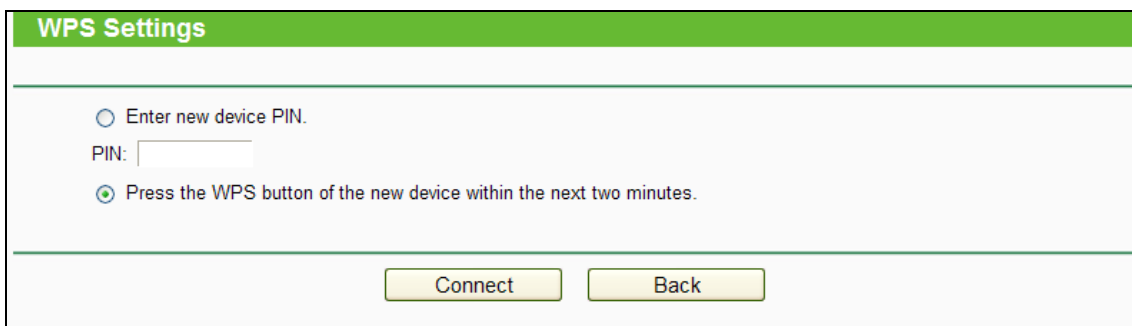 WPS Settings
Enter new device PIN.
PIN:
Press the WPS button of the new device within the next two minutes.
Connect Back